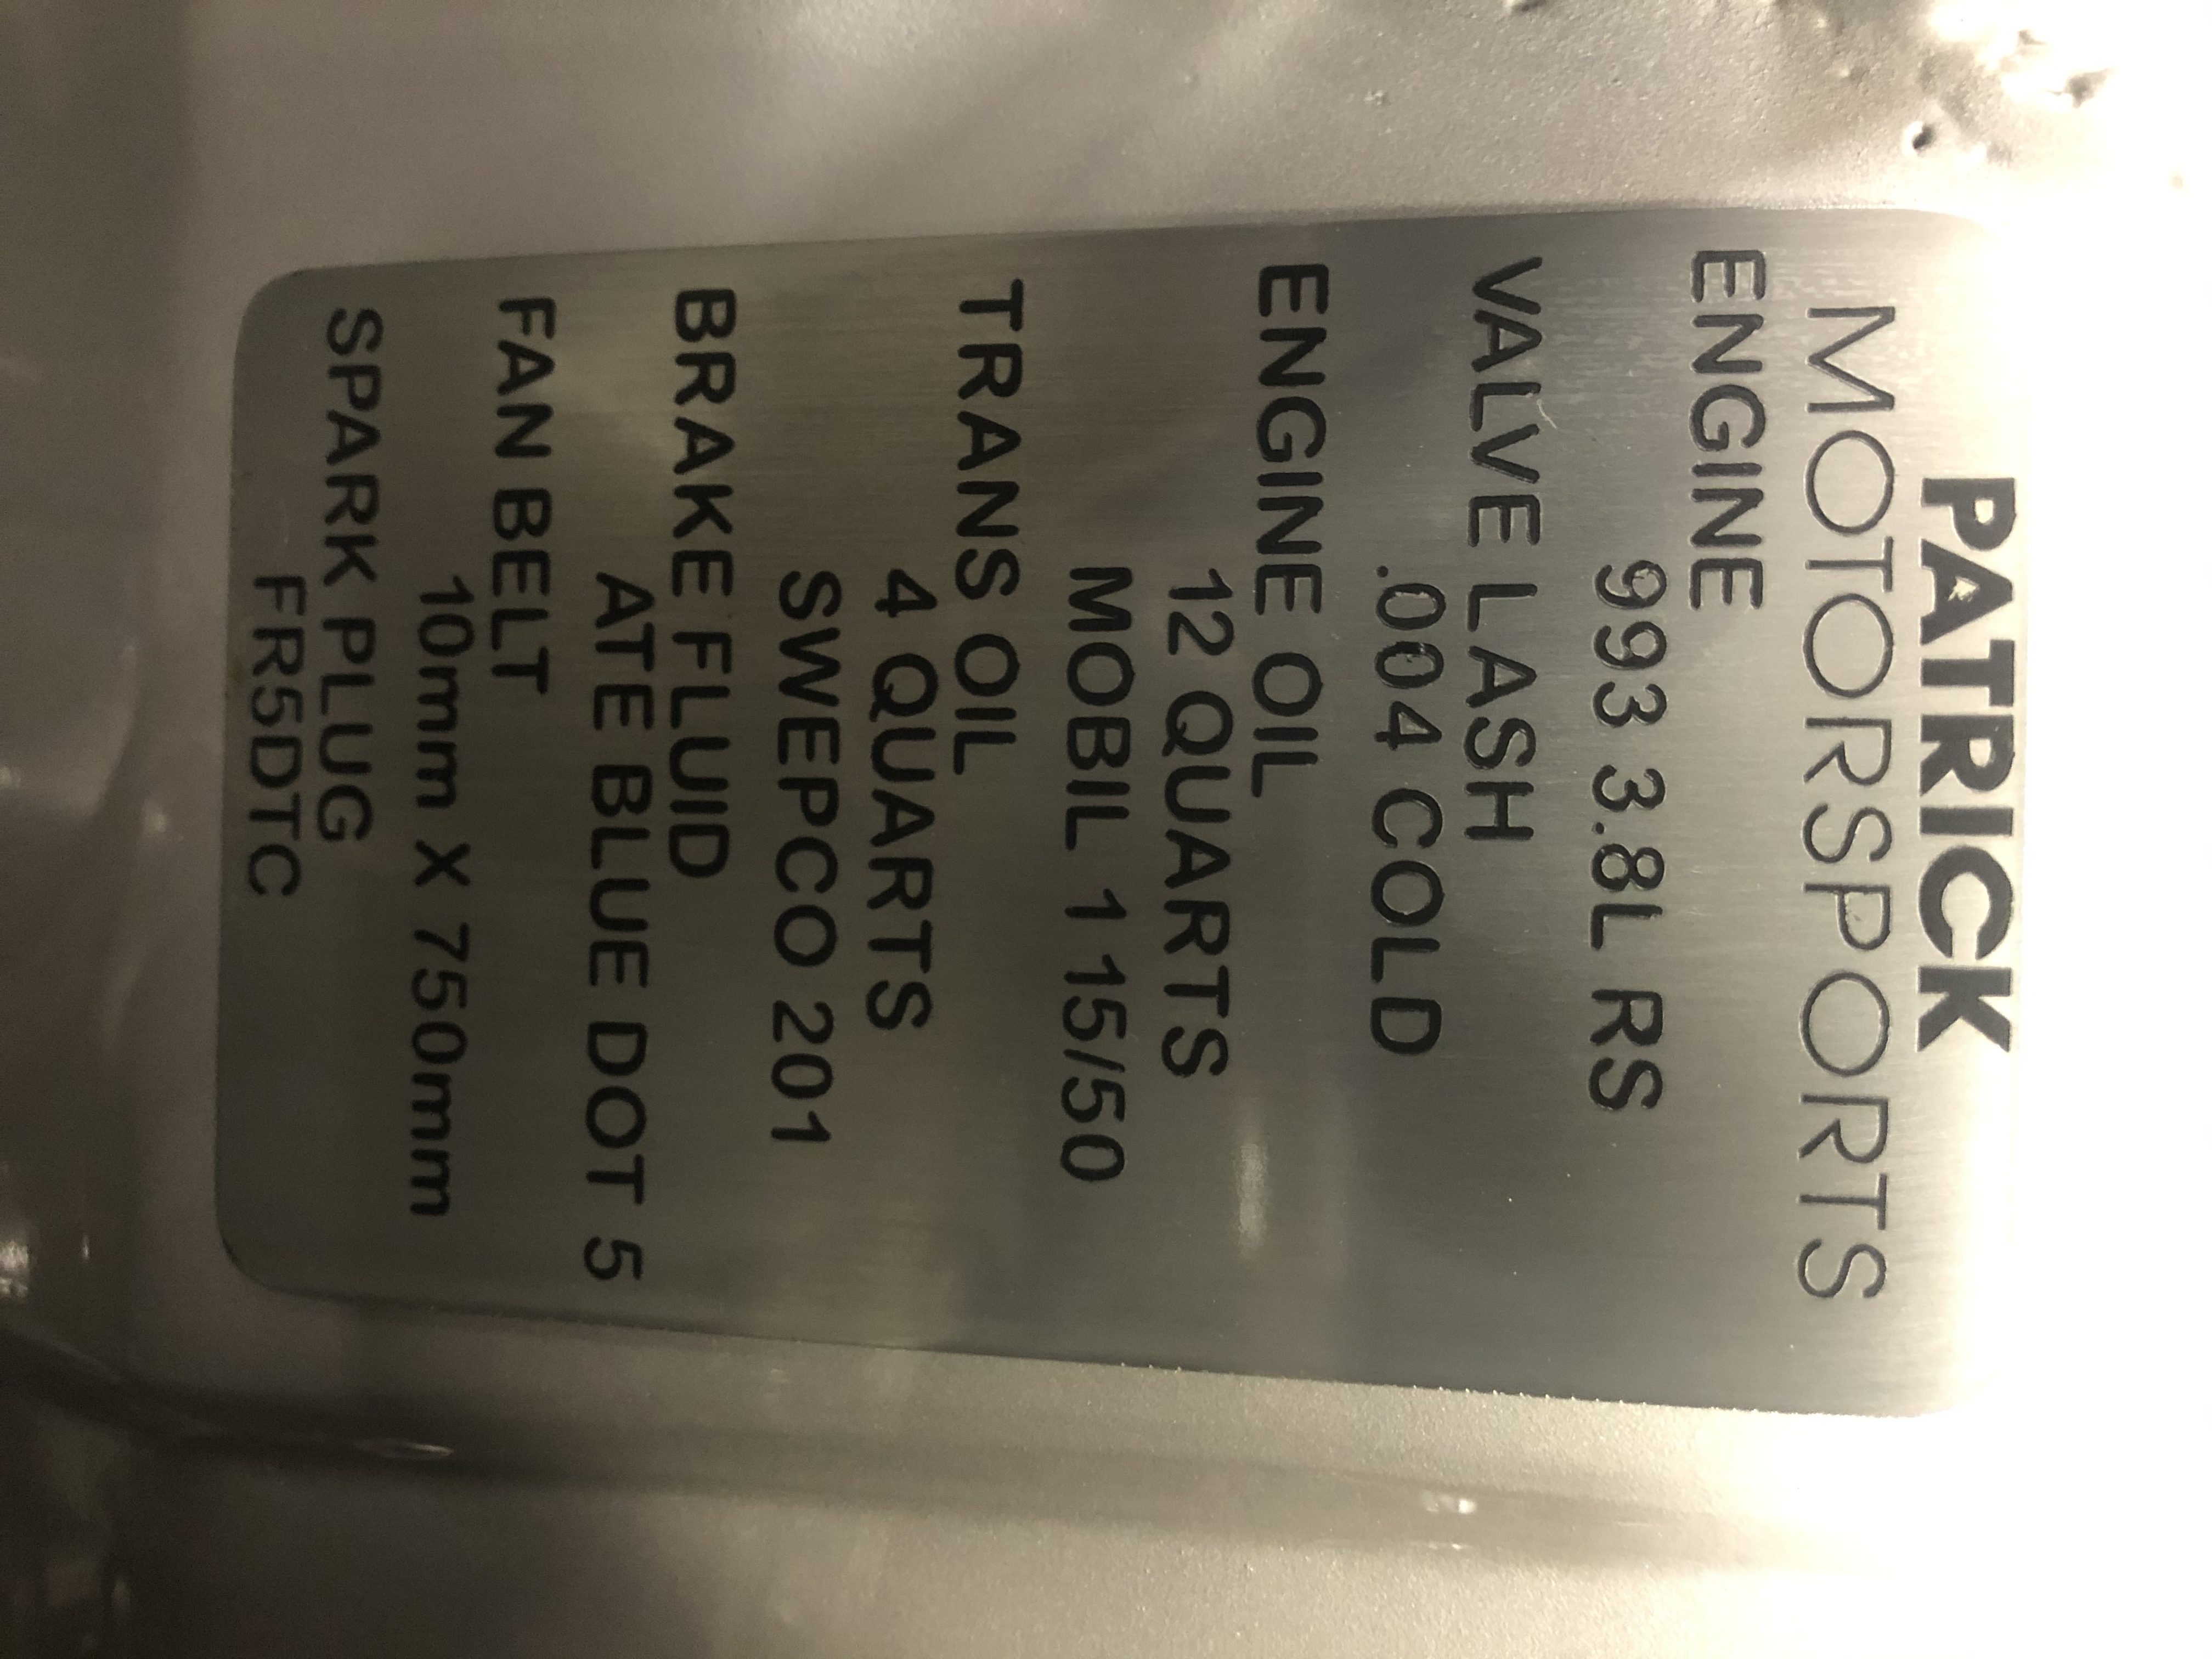 PATRICK
MOTORSPORTS
ENGINE
993 3.8L RS
VALVE LASH
.004 COLD
ENGINE OIL
12 QUARTS
MOBIL 1 15/50
TRANS OIL
4 QUARTS
SWEPCO 201
BRAKE FLUID
ATE BLUE DOT 5
FAN BELT
10mm X 750mm
SPARK PLUG
FR5DTC